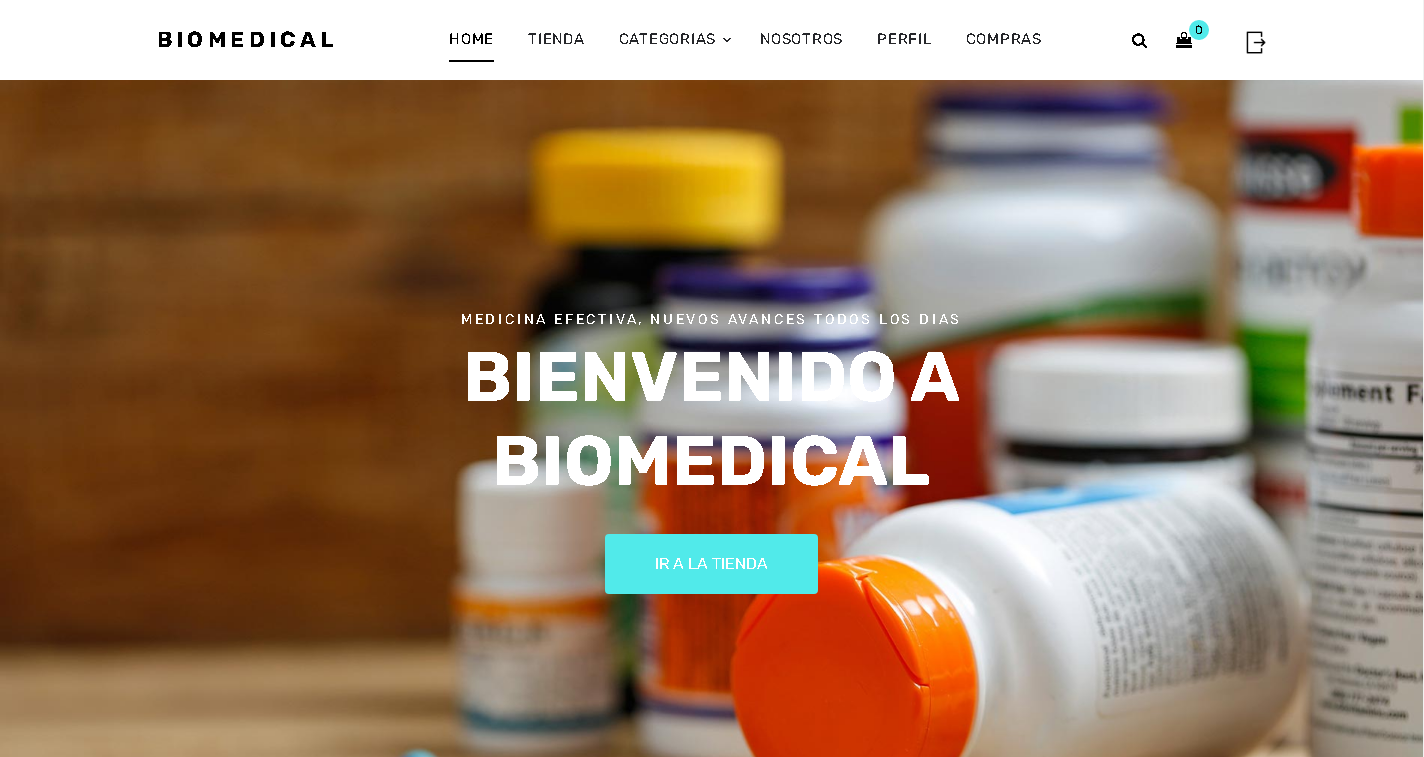 BIOMEDICAL
HOME TIENDA CATEGORIAS NOSOTROS PERFIL COMPRAS 0
MEDICINA EFECTIVA, NUEVOS AVANCES TODOS LOS DIAS
BIENVENIDO A
BIOMEDICAL
IR A LA TIENDA